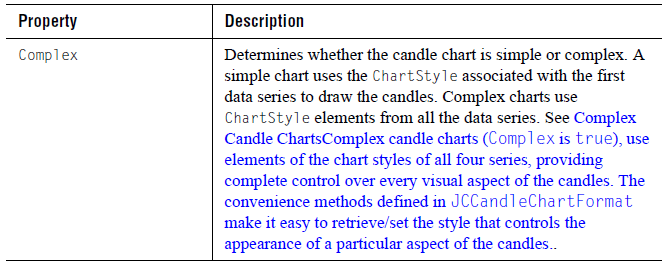 Property Description
Complex Determines whether the candle chart is simple or complex. A
simple chart uses the ChartStyle associated with the first
data series to draw the candles. Complex charts use
ChartStyle elements from all the data series. See Complex
Candle ChartsComplex candle charts (Complex is true), use
elements of the chart styles of all four series, providing
complete control over every visual aspect of the candles. The
convenience methods defined in JCCandleChartFormat
make it easy to retrieve/set the style that controls the
appearance of a particular aspect of the candles..